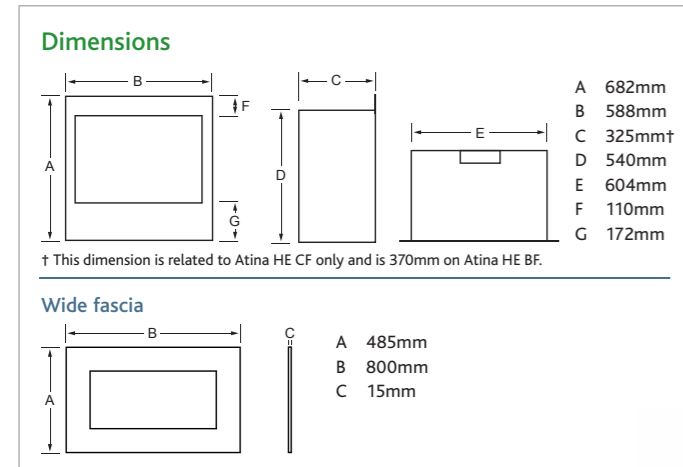 Dimensions
B
C
F
A
D
E
G
A 682mm
B 588mm
C 325mm†
D 540mm
E 604mm
F 110mm
G 172mm
† This dimension is related to Atina HE CF only and is 370mm on Atina HE BF.
Wide fascia
B
C
A
A 485mm
B 800mm
C 15mm